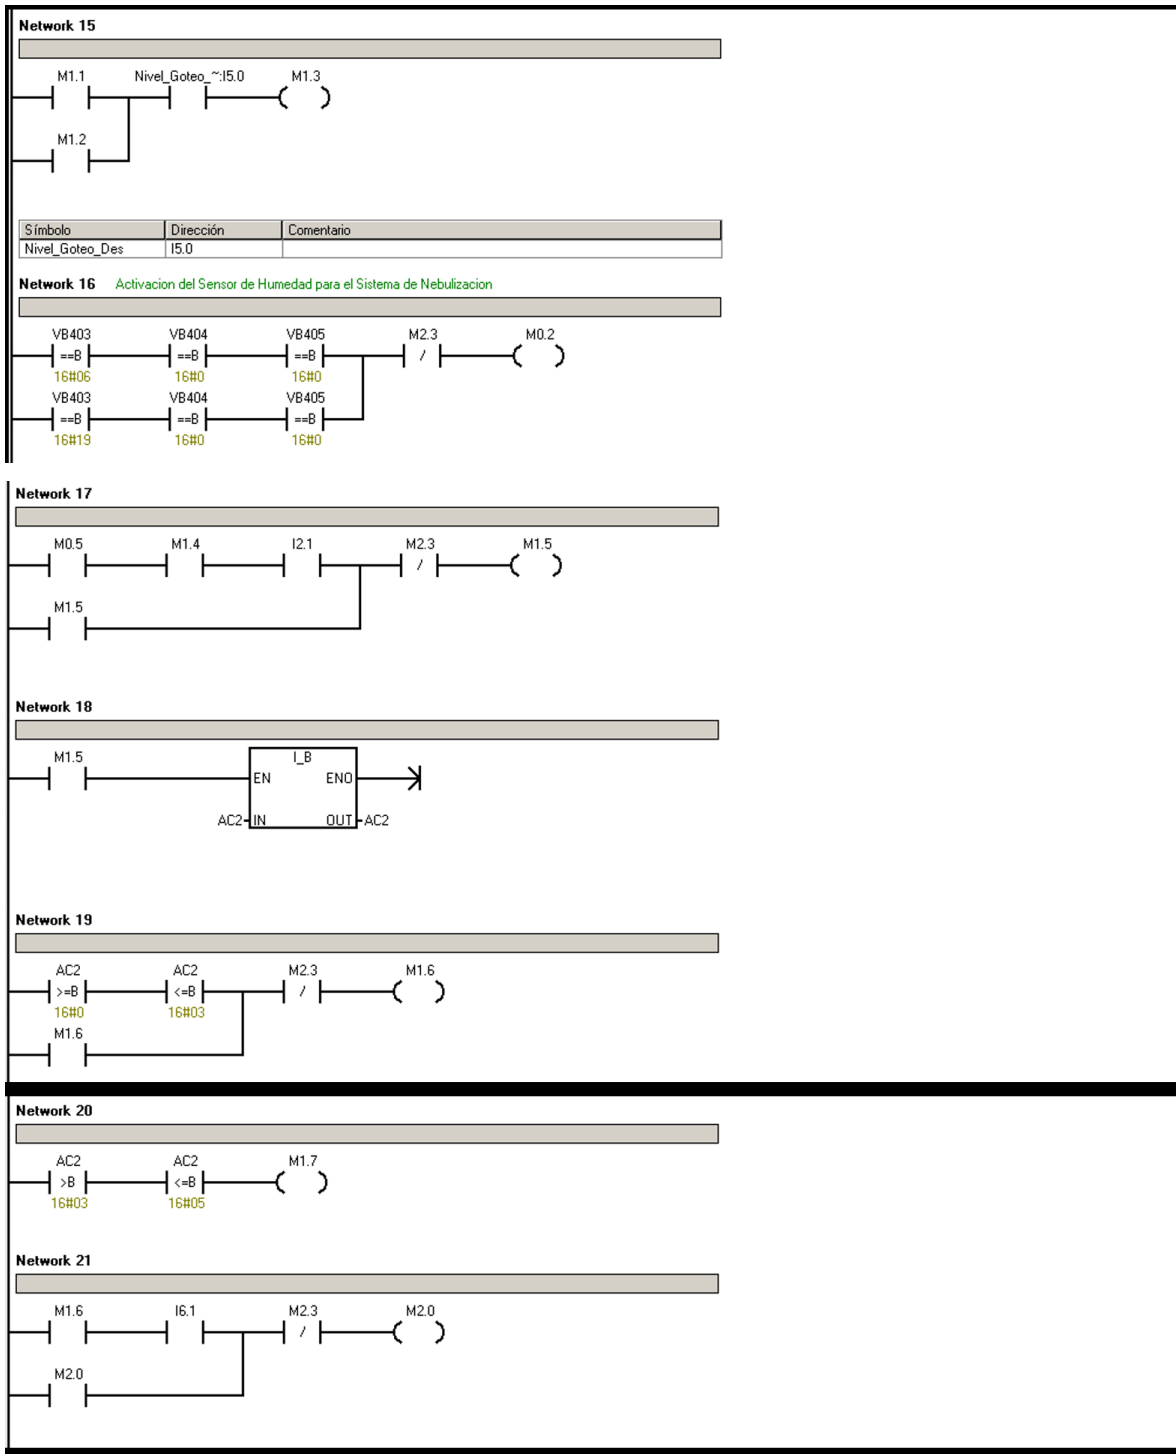 Network 15
M1.1 Nivel_Goteo_~:I5.0 M1.3
M1.2
Símbolo Dirección Comentario
Nivel_Goteo_Des I5.0
Network 16 Activacion del Sensor de Humedad para el Sistema de Nebulizacion
VB403 VB404 VB405 M2.3 M0.2
==B ==B ==B /
16#06 16#0 16#0
VB403 VB404 VB405
==B ==B ==B
16#19 16#0 16#0
Network 17
M0.5 M1.4 I2.1 M2.3 M1.5
/
M1.5
Network 18
M1.5 I_B
EN ENO
AC2 IN OUT AC2
Network 19
AC2 AC2 M2.3 M1.6
>=B <=B /
16#0 16#03
M1.6
Network 20
AC2 AC2 M1.7
>B <=B
16#03 16#05
Network 21
M1.6 I6.1 M2.3 M2.0
/
M2.0